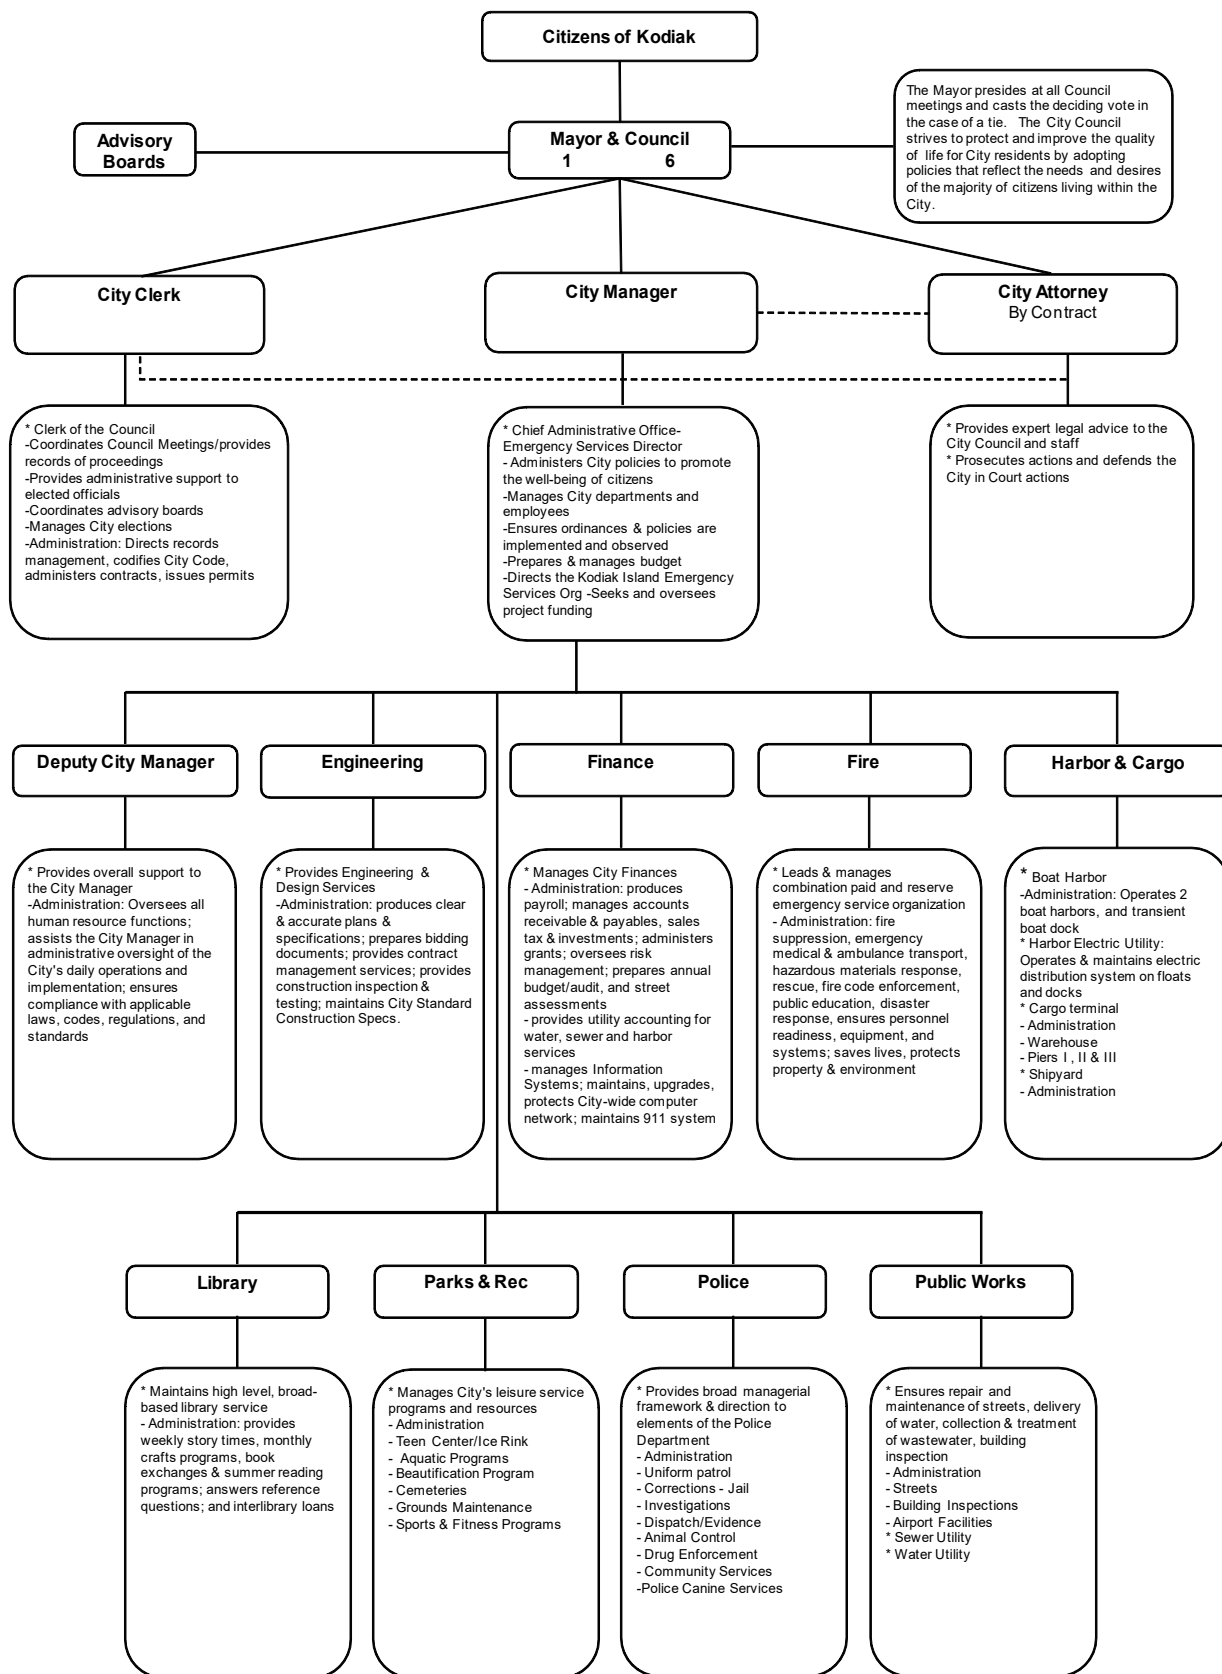 Citizens of Kodiak
Advisory
Boards
Mayor & Council
1 6
The Mayor presides at all Council
meetings and casts the deciding vote in
the case of a tie. The City Council
strives to protect and improve the quality
of life for City residents by adopting
policies that reflect the needs and desires
of the majority of citizens living within the
City.
City Clerk
City Manager
City Attorney
By Contract
* Clerk of the Council
-Coordinates Council Meetings/provides
records of proceedings
-Provides administrative support to
elected officials
-Coordinates advisory boards
-Manages City elections
-Administration: Directs records
management, codifies City Code,
administers contracts, issues permits
* Chief Administrative Office-
Emergency Services Director
- Administers City policies to promote
the well-being of citizens
-Manages City departments and
employees
-Ensures ordinances & policies are
implemented and observed
-Prepares & manages budget
-Directs the Kodiak Island Emergency
Services Org -Seeks and oversees
project funding
* Provides expert legal advice to the
City Council and staff
* Prosecutes actions and defends the
City in Court actions
Deputy City Manager
Engineering
Finance
Fire
Harbor & Cargo
* Provides overall support to
the City Manager
-Administration: Oversees all
human resource functions;
assists the City Manager in
administrative oversight of the
City's daily operations and
implementation; ensures
compliance with applicable
laws, codes, regulations, and
standards
* Provides Engineering &
Design Services
-Administration: produces clear
& accurate plans &
specifications; prepares bidding
documents; provides contract
management services; provides
construction inspection &
testing; maintains City Standard
Construction Specs.
* Manages City Finances
- Administration: produces
payroll; manages accounts
receivable & payables, sales
tax & investments; administers
grants; oversees risk
management; prepares annual
budget/audit, and street
assessments
- provides utility accounting for
water, sewer and harbor
services
- manages Information
Systems; maintains, upgrades,
protects City-wide computer
network; maintains 911 system
* Leads & manages
combination paid and reserve
emergency service organization
- Administration: fire
suppression, emergency
medical & ambulance transport,
hazardous materials response,
rescue, fire code enforcement,
public education, disaster
response, ensures personnel
readiness, equipment, and
systems; saves lives, protects
property & environment
* Boat Harbor
-Administration: Operates 2
boat harbors, and transient
boat dock
* Harbor Electric Utility:
Operates & maintains electric
distribution system on floats
and docks
* Cargo terminal
- Administration
- Warehouse
- Piers I , II & III
* Shipyard
- Administration
Library
Parks & Rec
Police
Public Works
* Maintains high level, broad-
based library service
- Administration: provides
weekly story times, monthly
crafts programs, book
exchanges & summer reading
programs; answers reference
questions; and interlibrary loans
* Manages City's leisure service
programs and resources
- Administration
- Teen Center/Ice Rink
- Aquatic Programs
- Beautification Program
- Cemeteries
- Grounds Maintenance
- Sports & Fitness Programs
* Provides broad managerial
framework & direction to
elements of the Police
Department
- Administration
- Uniform patrol
- Corrections - Jail
- Investigations
- Dispatch/Evidence
- Animal Control
- Drug Enforcement
- Community Services
-Police Canine Services
* Ensures repair and
maintenance of streets, delivery
of water, collection & treatment
of wastewater, building
inspection
- Administration
- Streets
- Building Inspections
- Airport Facilities
* Sewer Utility
* Water Utility